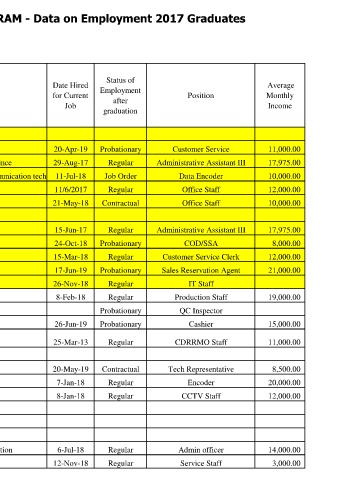 RAM - Data on Employment 2017 Graduates
Date Hired for Current Job | Status of Employment after graduation | Position | Average Monthly Income
20-Apr-19 Probationary Customer Service 11,000.00
nce 29-Aug-17 Regular Administrative Assistant III 17,975.00
munication tech 11-Jul-18 Job Order Data Encoder 10,000.00
11/6/2017 Regular Office Staff 12,000.00
21-May-18 Contractual Office Staff 10,000.00
15-Jun-17 Regular Administrative Assistant III 17,975.00
24-Oct-18 Probationary COD/SSA 8,000.00
15-Mar-18 Regular Customer Service Clerk 12,000.00
17-Jun-19 Probationary Sales Reservation Agent 21,000.00
26-Nov-18 Regular IT Staff
8-Feb-18 Regular Production Staff 19,000.00
Probationary QC Inspector
26-Jun-19 Probationary Cashier 15,000.00
25-Mar-13 Regular CDRRMO Staff 11,000.00
20-May-19 Contractual Tech Representative 8,500.00
7-Jan-18 Regular Encoder 20,000.00
8-Jan-18 Regular CCTV Staff 12,000.00
tion 6-Jul-18 Regular Admin officer 14,000.00
12-Nov-18 Regular Service Staff 3,000.00